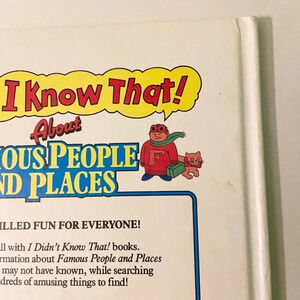 I Know That!
About
OUS PEOPLE
ND PLACES
F
ILLED FUN FOR EVERYONE!
ll with I Didn't Know That! books.
ormation about Famous People and Places
may not have known, while searching
dreds of amusing things to find!